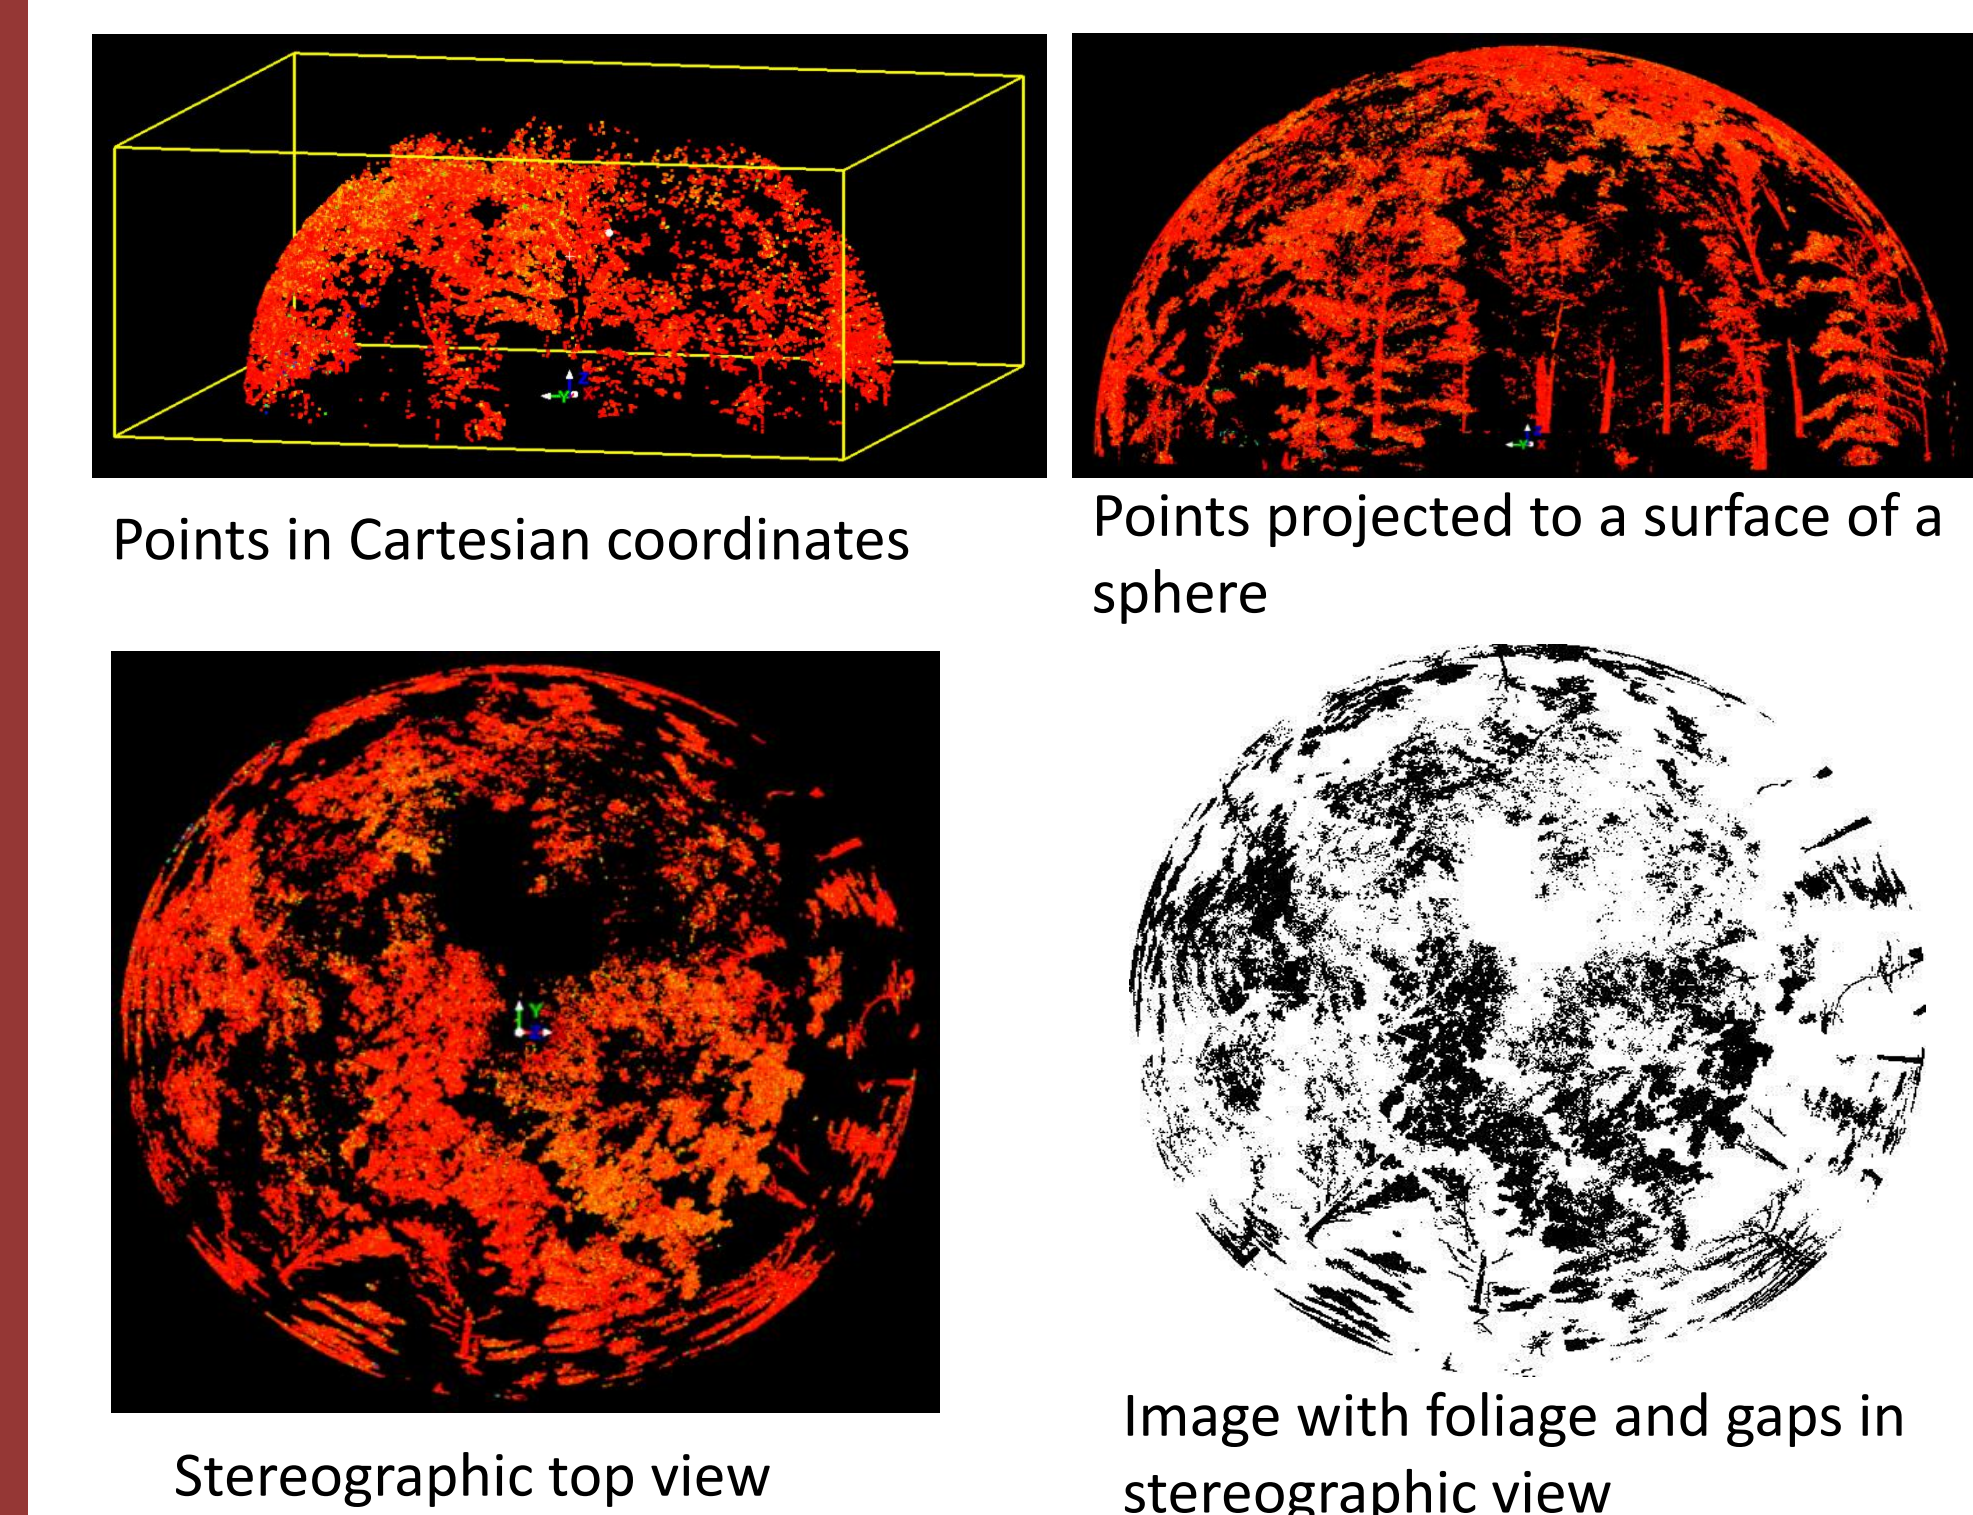 Points in Cartesian coordinates
Points projected to a surface of a
sphere
Y
Z
Stereographic top view
Image with foliage and gaps in
stereographic view